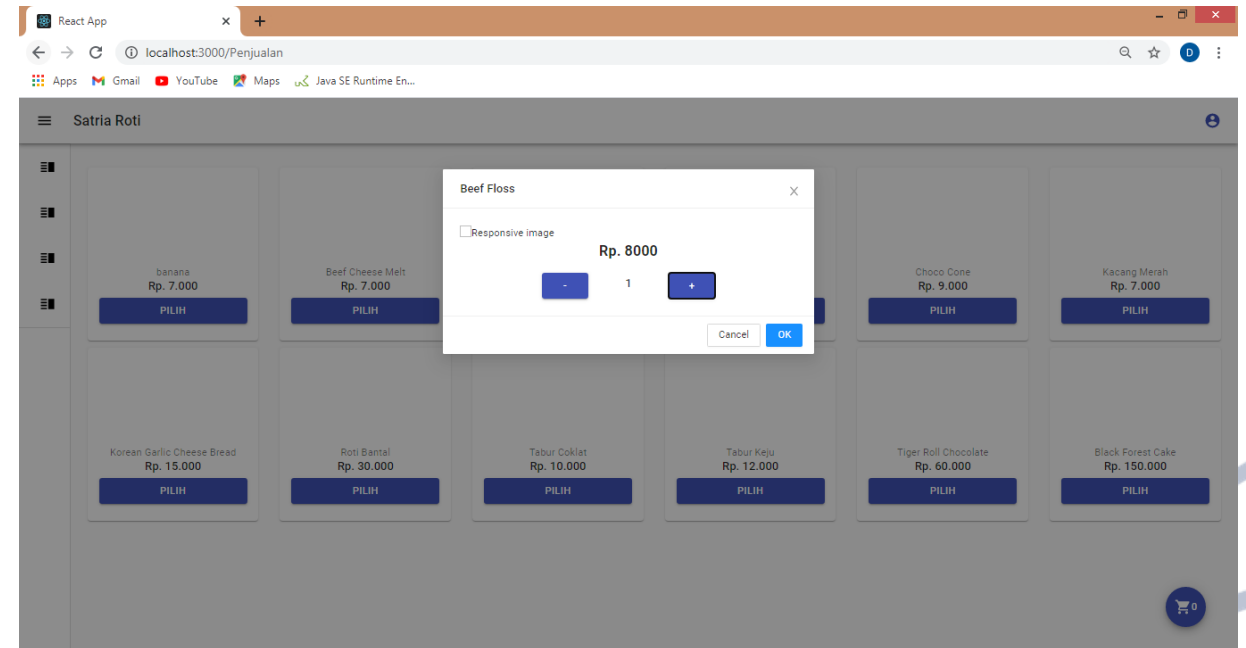 React App
localhost:3000/Penjualan
D
Apps Gmail YouTube Maps Java SE Runtime En...
Satria Roti
Beef Floss
Responsive image
Rp. 8000
- 1 +
Cancel OK
banana
Rp. 7.000
PILIH
Beef Cheese Melt
Rp. 7.000
PILIH
Choco Cone
Rp. 9.000
PILIH
Kacang Merah
Rp. 7.000
PILIH
Korean Garlic Cheese Bread
Rp. 15.000
PILIH
Roti Bantal
Rp. 30.000
PILIH
Tabur Coklat
Rp. 10.000
PILIH
Tabur Keju
Rp. 12.000
PILIH
Tiger Roll Chocolate
Rp. 60.000
PILIH
Black Forest Cake
Rp. 150.000
PILIH
0